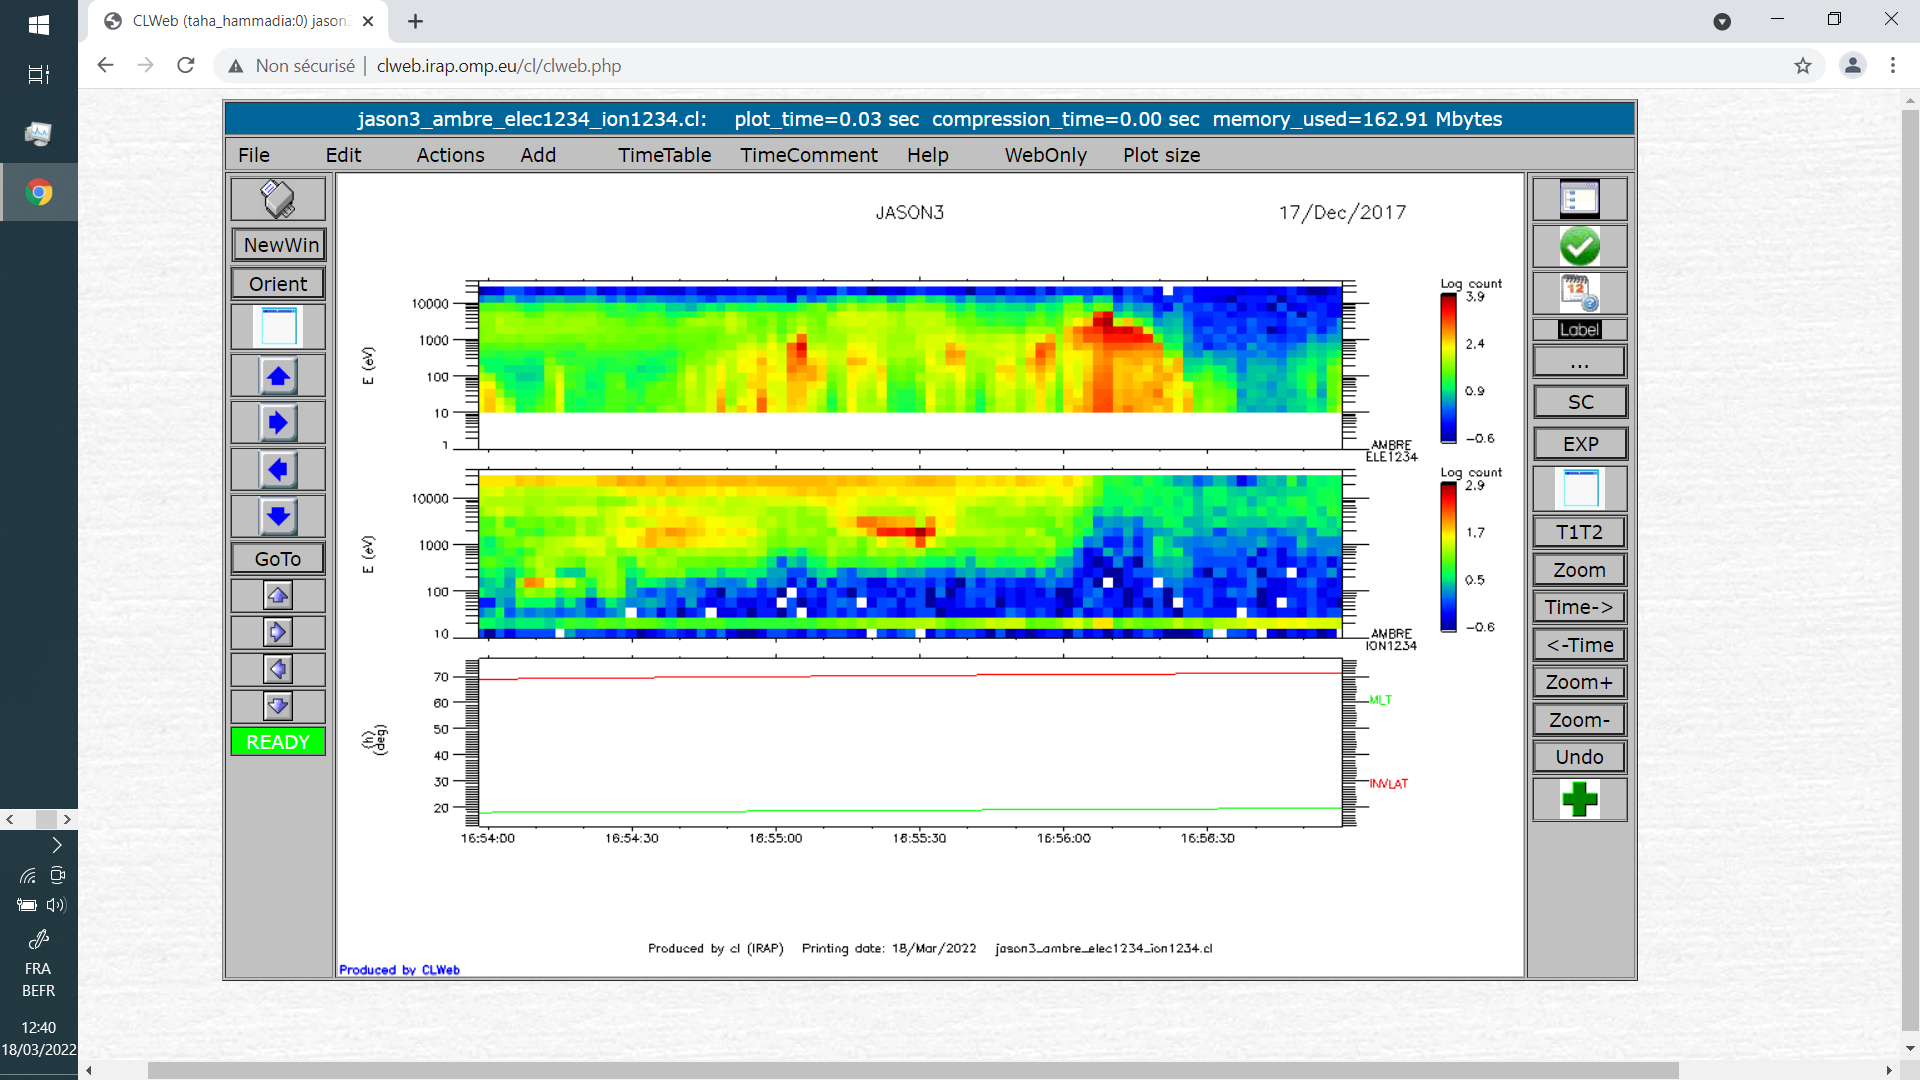 CLWeb (taha_hammadia:0) jason3
Non sécurisé | clweb.irap.omp.eu/cl/clweb.php
jason3_ambre_elec1234_ion1234.cl: plot_time=0.03 sec compression_time=0.00 sec memory_used=162.91 Mbytes
File Edit Actions Add TimeTable TimeComment Help WebOnly Plot size
NewWin
Orient
GoTo
READY
JASON3 17/Dec/2017
Log count
3.9
2.4
0.9
-0.6
E (eV)
10000
1000
100
10
1
AMBRE
ELE1234
Log count
2.9
1.7
0.5
-0.6
E (eV)
10000
1000
100
10
AMBRE
ION1234
(h)
(deg)
70
60
50
40
30
20
MLT
INVLAT
16:54:00 16:54:30 16:55:00 16:55:30 16:56:00 16:56:30
Produced by cl (IRAP) Printing date: 18/Mar/2022 jason3_ambre_elec1234_ion1234.cl
Produced by CLWeb
12
Label
...
SC
EXP
T1T2
Zoom
Time->
<-Time
Zoom+
Zoom-
Undo
FRA
BEFR
12:40
18/03/2022